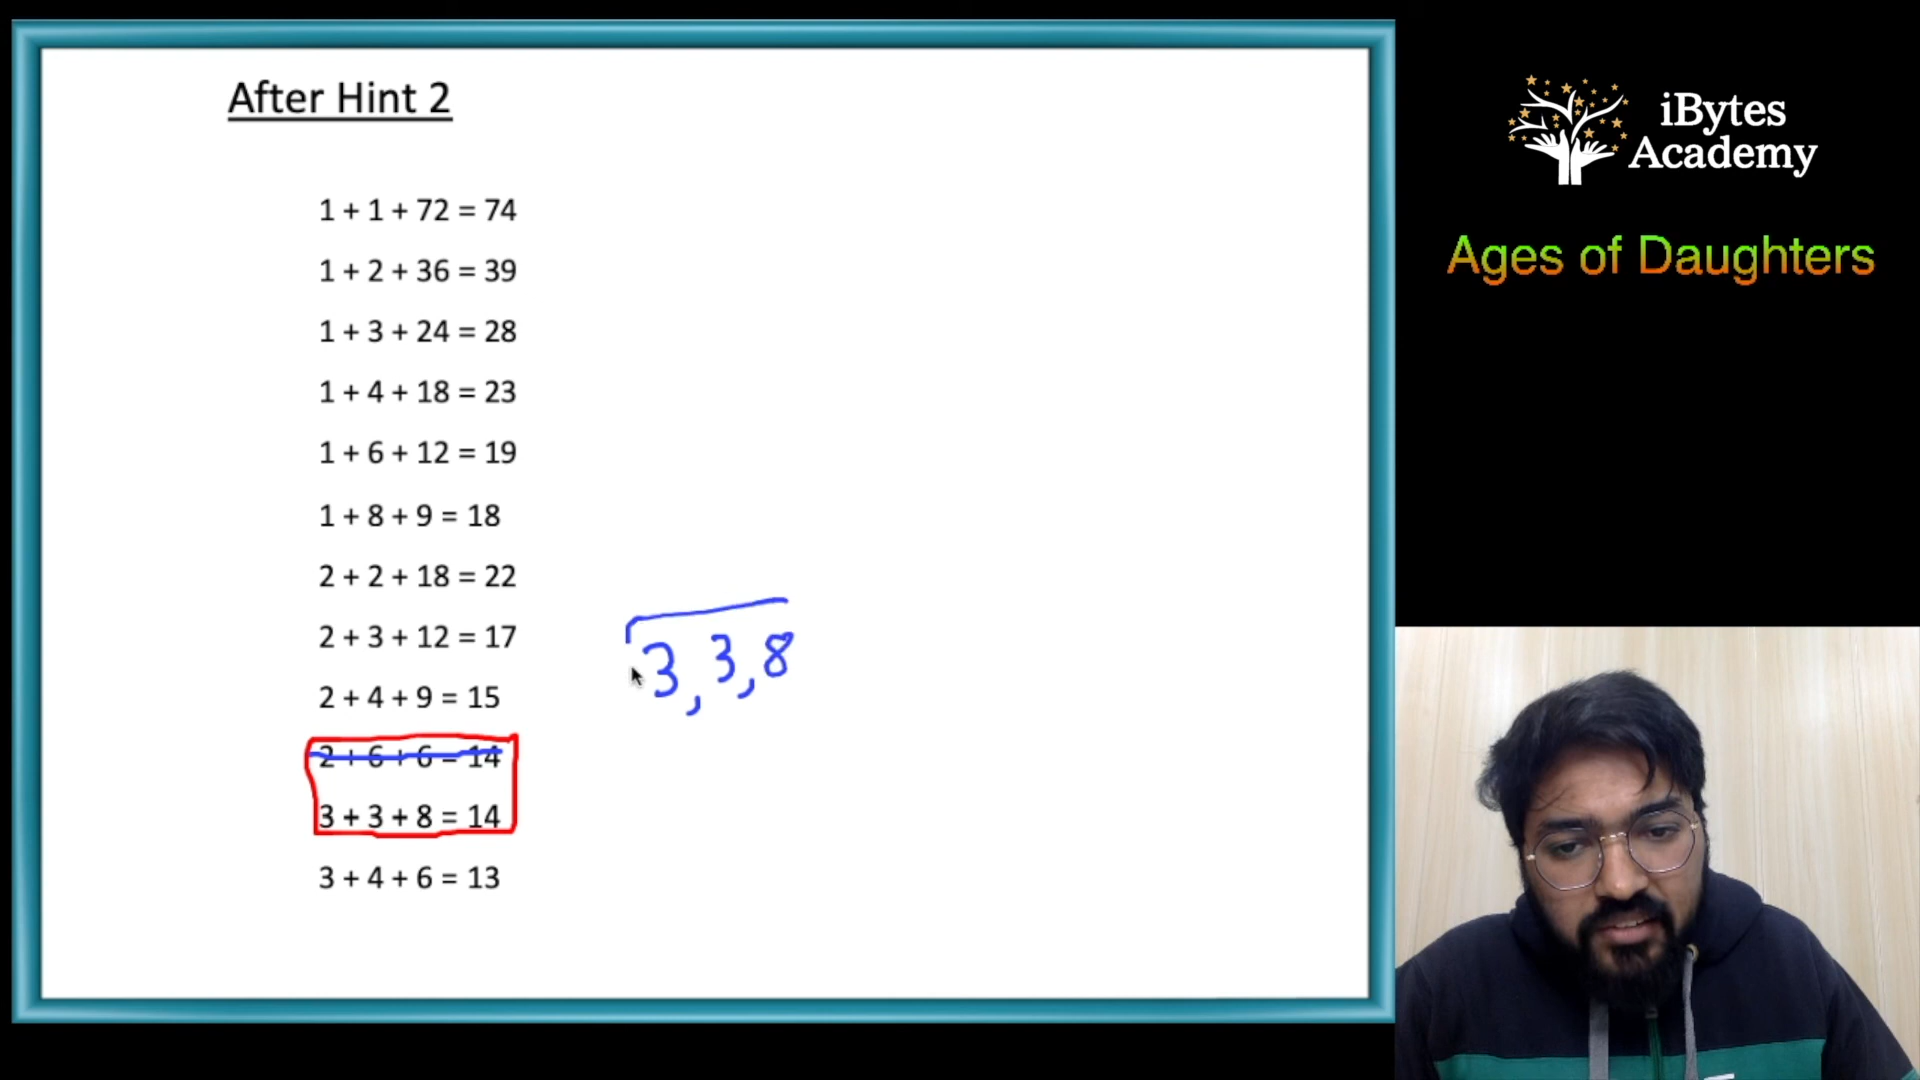 After Hint 2
1 + 1 + 72 = 74
1 + 2 + 36 = 39
1 + 3 + 24 = 28
1 + 4 + 18 = 23
1 + 6 + 12 = 19
1 + 8 + 9 = 18
2 + 2 + 18 = 22
2 + 3 + 12 = 17
2 + 4 + 9 = 15
2 + 6 + 6 = 14
3 + 3 + 8 = 14
3 + 4 + 6 = 13
3, 3, 8
iBytes
Academy
Ages of Daughters